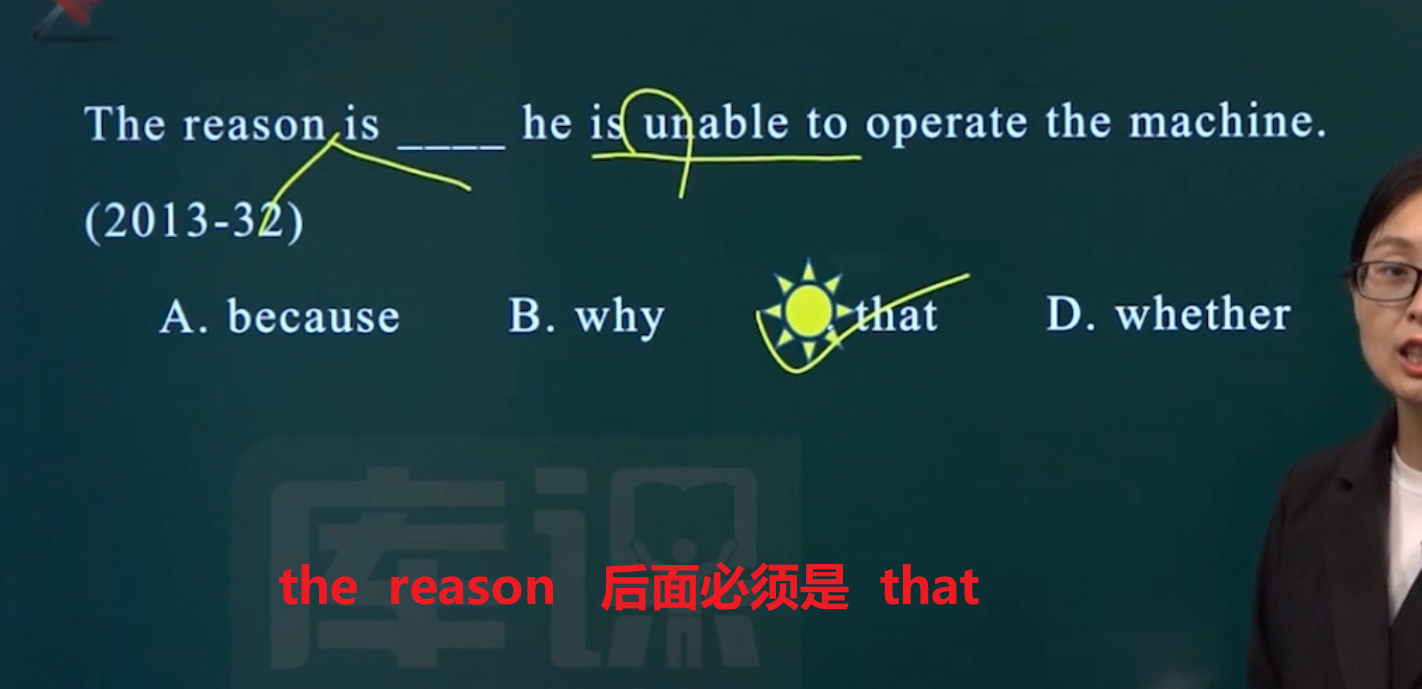 The reason is ____ he is unable to operate the machine.
(2013-32)
A. because B. why . that D. whether
库课
the reason 后面必须是 that